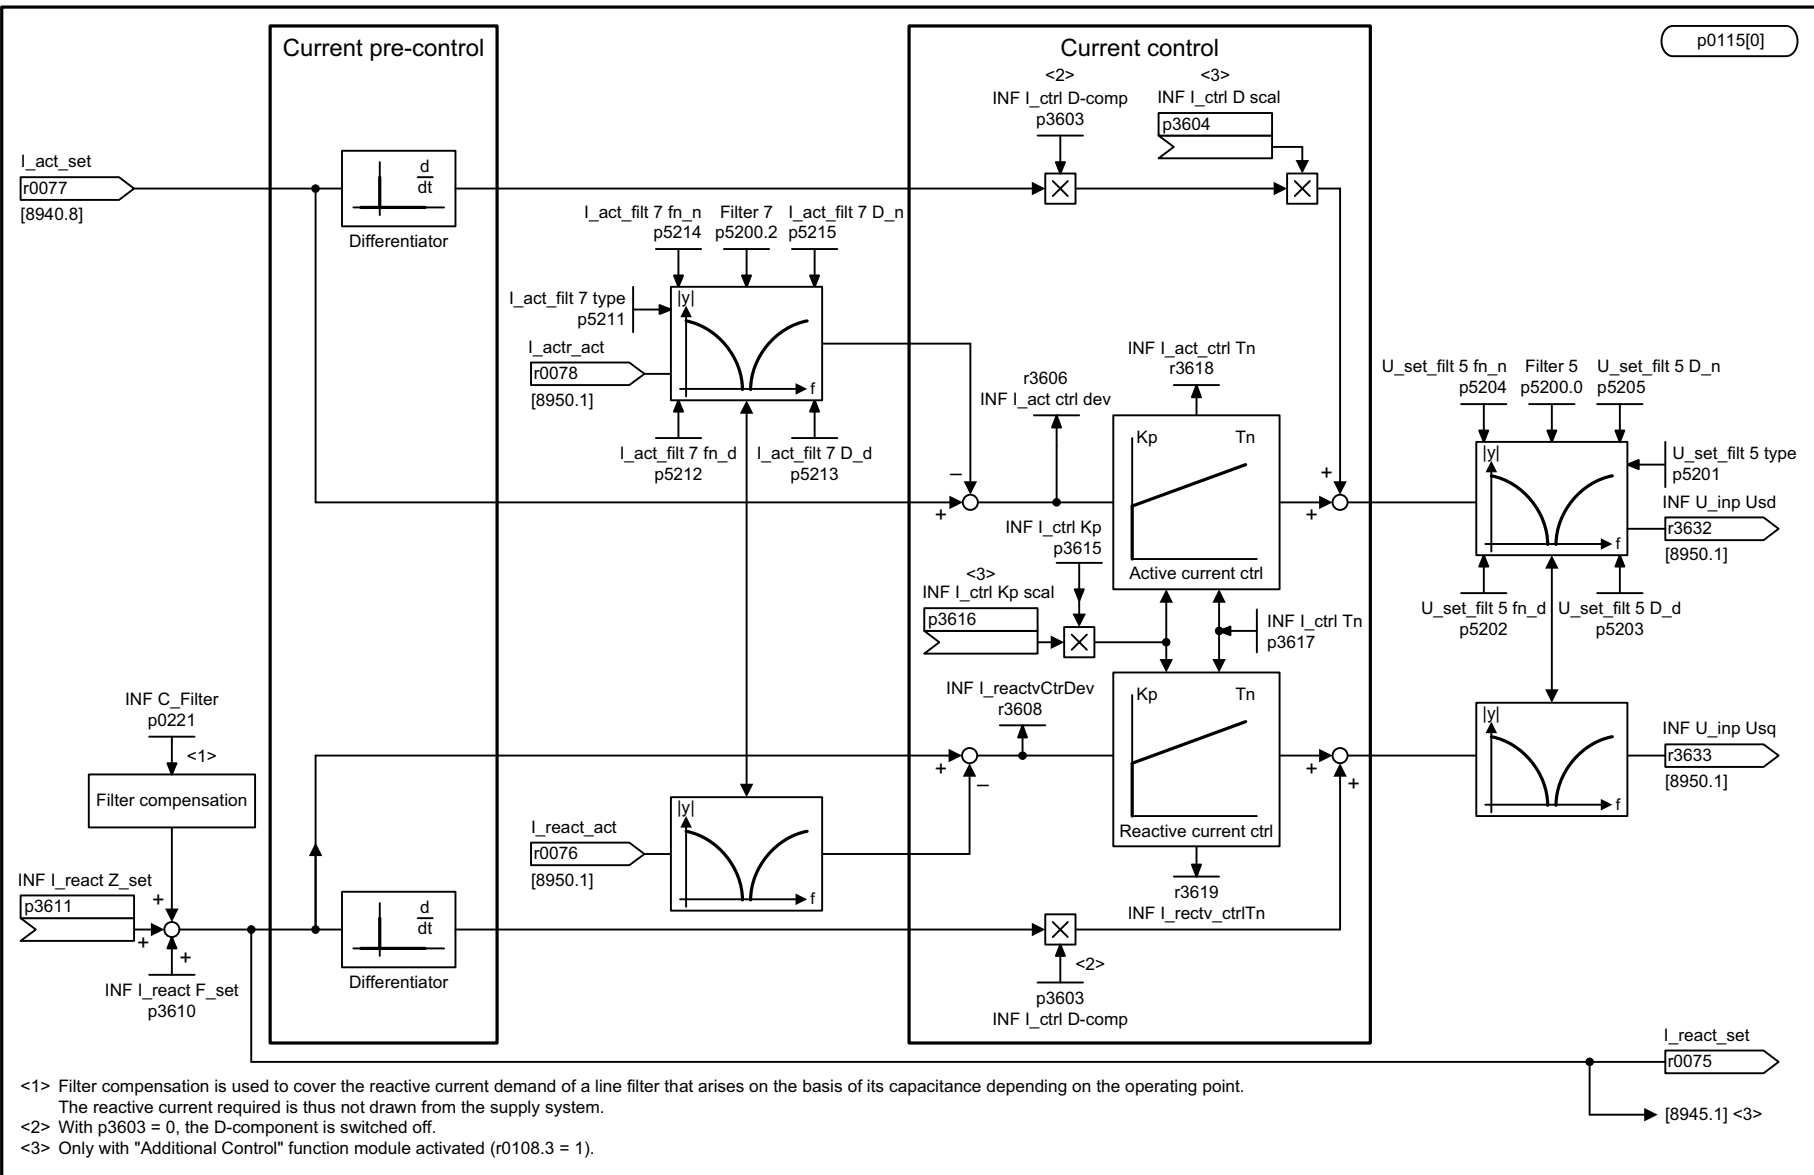 Current pre-control
Current control
p0115[0]
<2>
INF I_ctrl D-comp
p3603
<3>
INF I_ctrl D scal
p3604
I_act_set
r0077
[8940.8]
d
dt
Differentiator
I_act_filt 7 fn_n
p5214
Filter 7
p5200.2
I_act_filt 7 D_n
p5215
I_act_filt 7 type
p5211
|y|
f
I_actr_act
r0078
[8950.1]
I_act_filt 7 fn_d
p5212
I_act_filt 7 D_d
p5213
–
+
r3606
INF I_act ctrl dev
INF I_act_ctrl Tn
r3618
Kp Tn
Active current ctrl
+
+
U_set_filt 5 fn_n
p5204
Filter 5
p5200.0
U_set_filt 5 D_n
p5205
|y|
f
U_set_filt 5 type
p5201
INF U_inp Usd
r3632
[8950.1]
U_set_filt 5 fn_d
p5202
U_set_filt 5 D_d
p5203
INF I_ctrl Kp
p3615
<3>
INF I_ctrl Kp scal
p3616
INF I_ctrl Tn
p3617
INF C_Filter
p0221
<1>
Filter compensation
INF I_reactvCtrDev
r3608
+
–
Kp Tn
Reactive current ctrl
r3619
INF I_rectv_ctrlTn
+
+
|y|
f
INF U_inp Usq
r3633
[8950.1]
I_react_act
r0076
[8950.1]
|y|
f
INF I_react Z_set
p3611
+
+
+
INF I_react F_set
p3610
d
dt
Differentiator
<2>
p3603
INF I_ctrl D-comp
I_react_set
r0075
[8945.1] <3>
<1> Filter compensation is used to cover the reactive current demand of a line filter that arises on the basis of its capacitance depending on the operating point.
The reactive current required is thus not drawn from the supply system.
<2> With p3603 = 0, the D-component is switched off.
<3> Only with "Additional Control" function module activated (r0108.3 = 1).